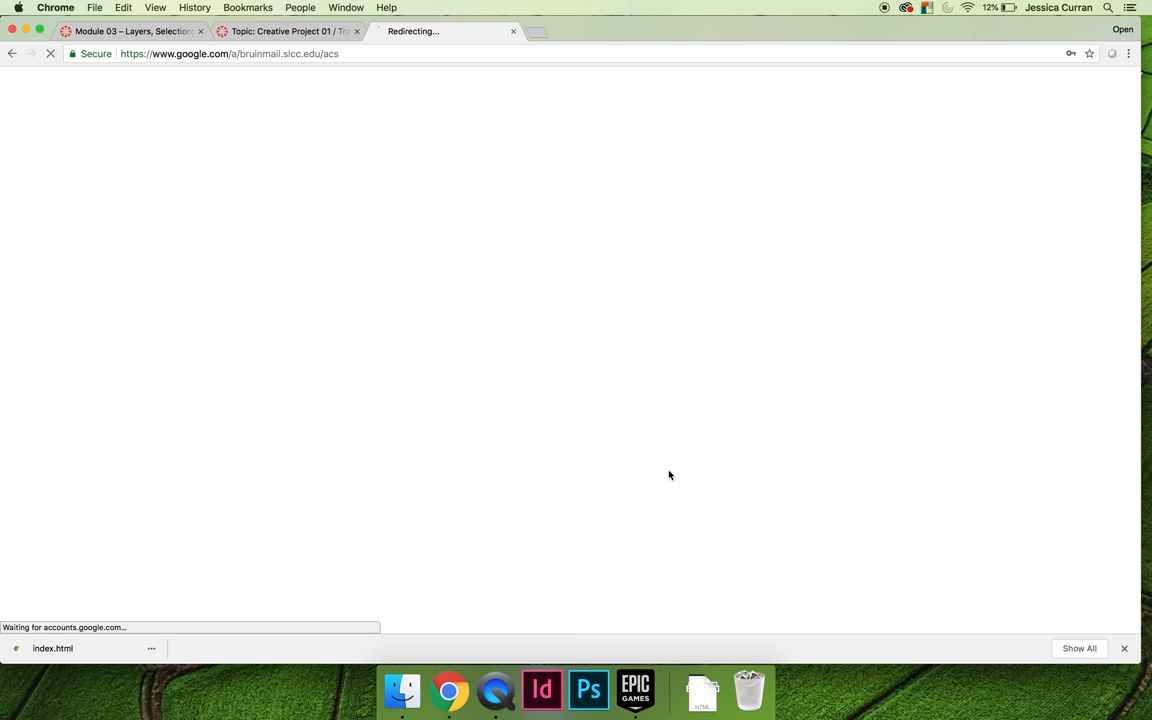 Chrome File Edit View History Bookmarks People Window Help 12% Jessica Curran
Module 03 – Layers, Selection Topic: Creative Project 01 / Tra Redirecting... Open
Secure https://www.google.com/a/bruinmail.slcc.edu/acs
Waiting for accounts.google.com...
index.html Show All
Id Ps EPIC GAMES HTML